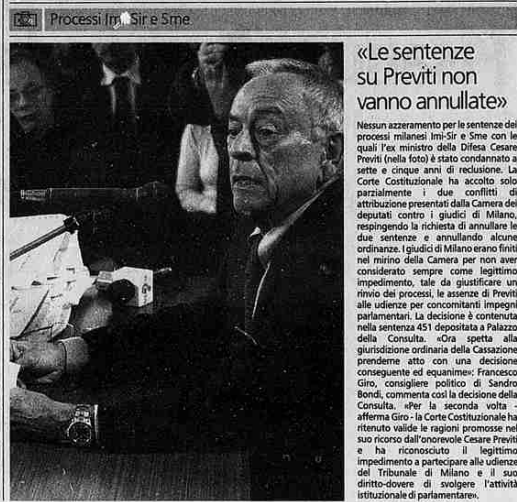 Processi Imi-Sir e Sme
«Le sentenze
su Previti non
vanno annullate»
Nessun azzeramento per le sentenze dei
processi milanesi Imi-Sir e Sme con le
quali l'ex ministro della Difesa Cesare
Previti (nella foto) è stato condannato a
sette e cinque anni di reclusione. La
Corte Costituzionale ha accolto solo
parzialmente i due conflitti di
attribuzione presentati dalla Camera dei
deputati contro i giudici di Milano,
respingendo la richiesta di annullare le
due sentenze e annullando alcune
ordinanze. I giudici di Milano erano finiti
nel mirino della Camera per non aver
considerato sempre come legittimo
impedimento, tale da giustificare un
rinvio dei processi, le assenze di Previti
alle udienze per concomitanti impegni
parlamentari. La decisione è contenuta
nella sentenza 451 depositata a Palazzo
della Consulta. «Ora spetta alla
giurisdizione ordinaria della Cassazione
prenderne atto con una decisione
conseguente ed equanime»: Francesco
Giro, consigliere politico di Sandro
Bondi, commenta così la decisione della
Consulta. «Per la seconda volta -
afferma Giro - la Corte Costituzionale ha
ritenuto valide le ragioni promosse nel
suo ricorso dall'onorevole Cesare Previti
e ha riconosciuto il legittimo
impedimento a partecipare alle udienze
del Tribunale di Milano e il suo
diritto-dovere di svolgere l'attività
istituzionale di parlamentare».